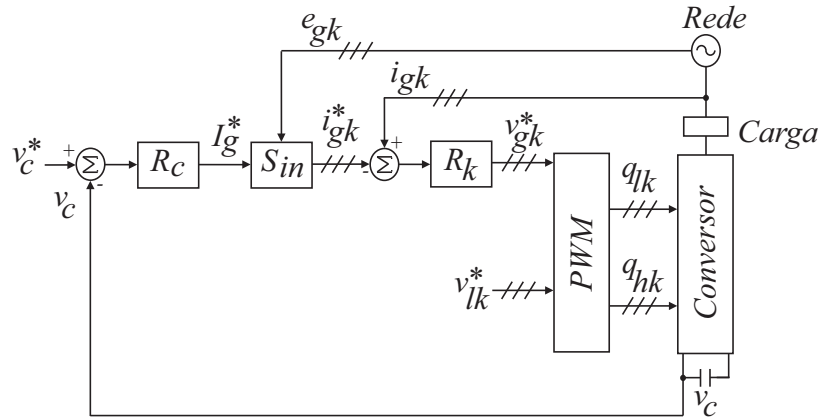 e_gk
Rede
i_gk
v_c^*
+
Σ
-
v_c
R_c
I_g^*
S_in
i_gk^*
+
-
Σ
R_k
v_gk^*
Carga
PWM
q_lk
q_hk
Conversor
v_lk^*
v_c